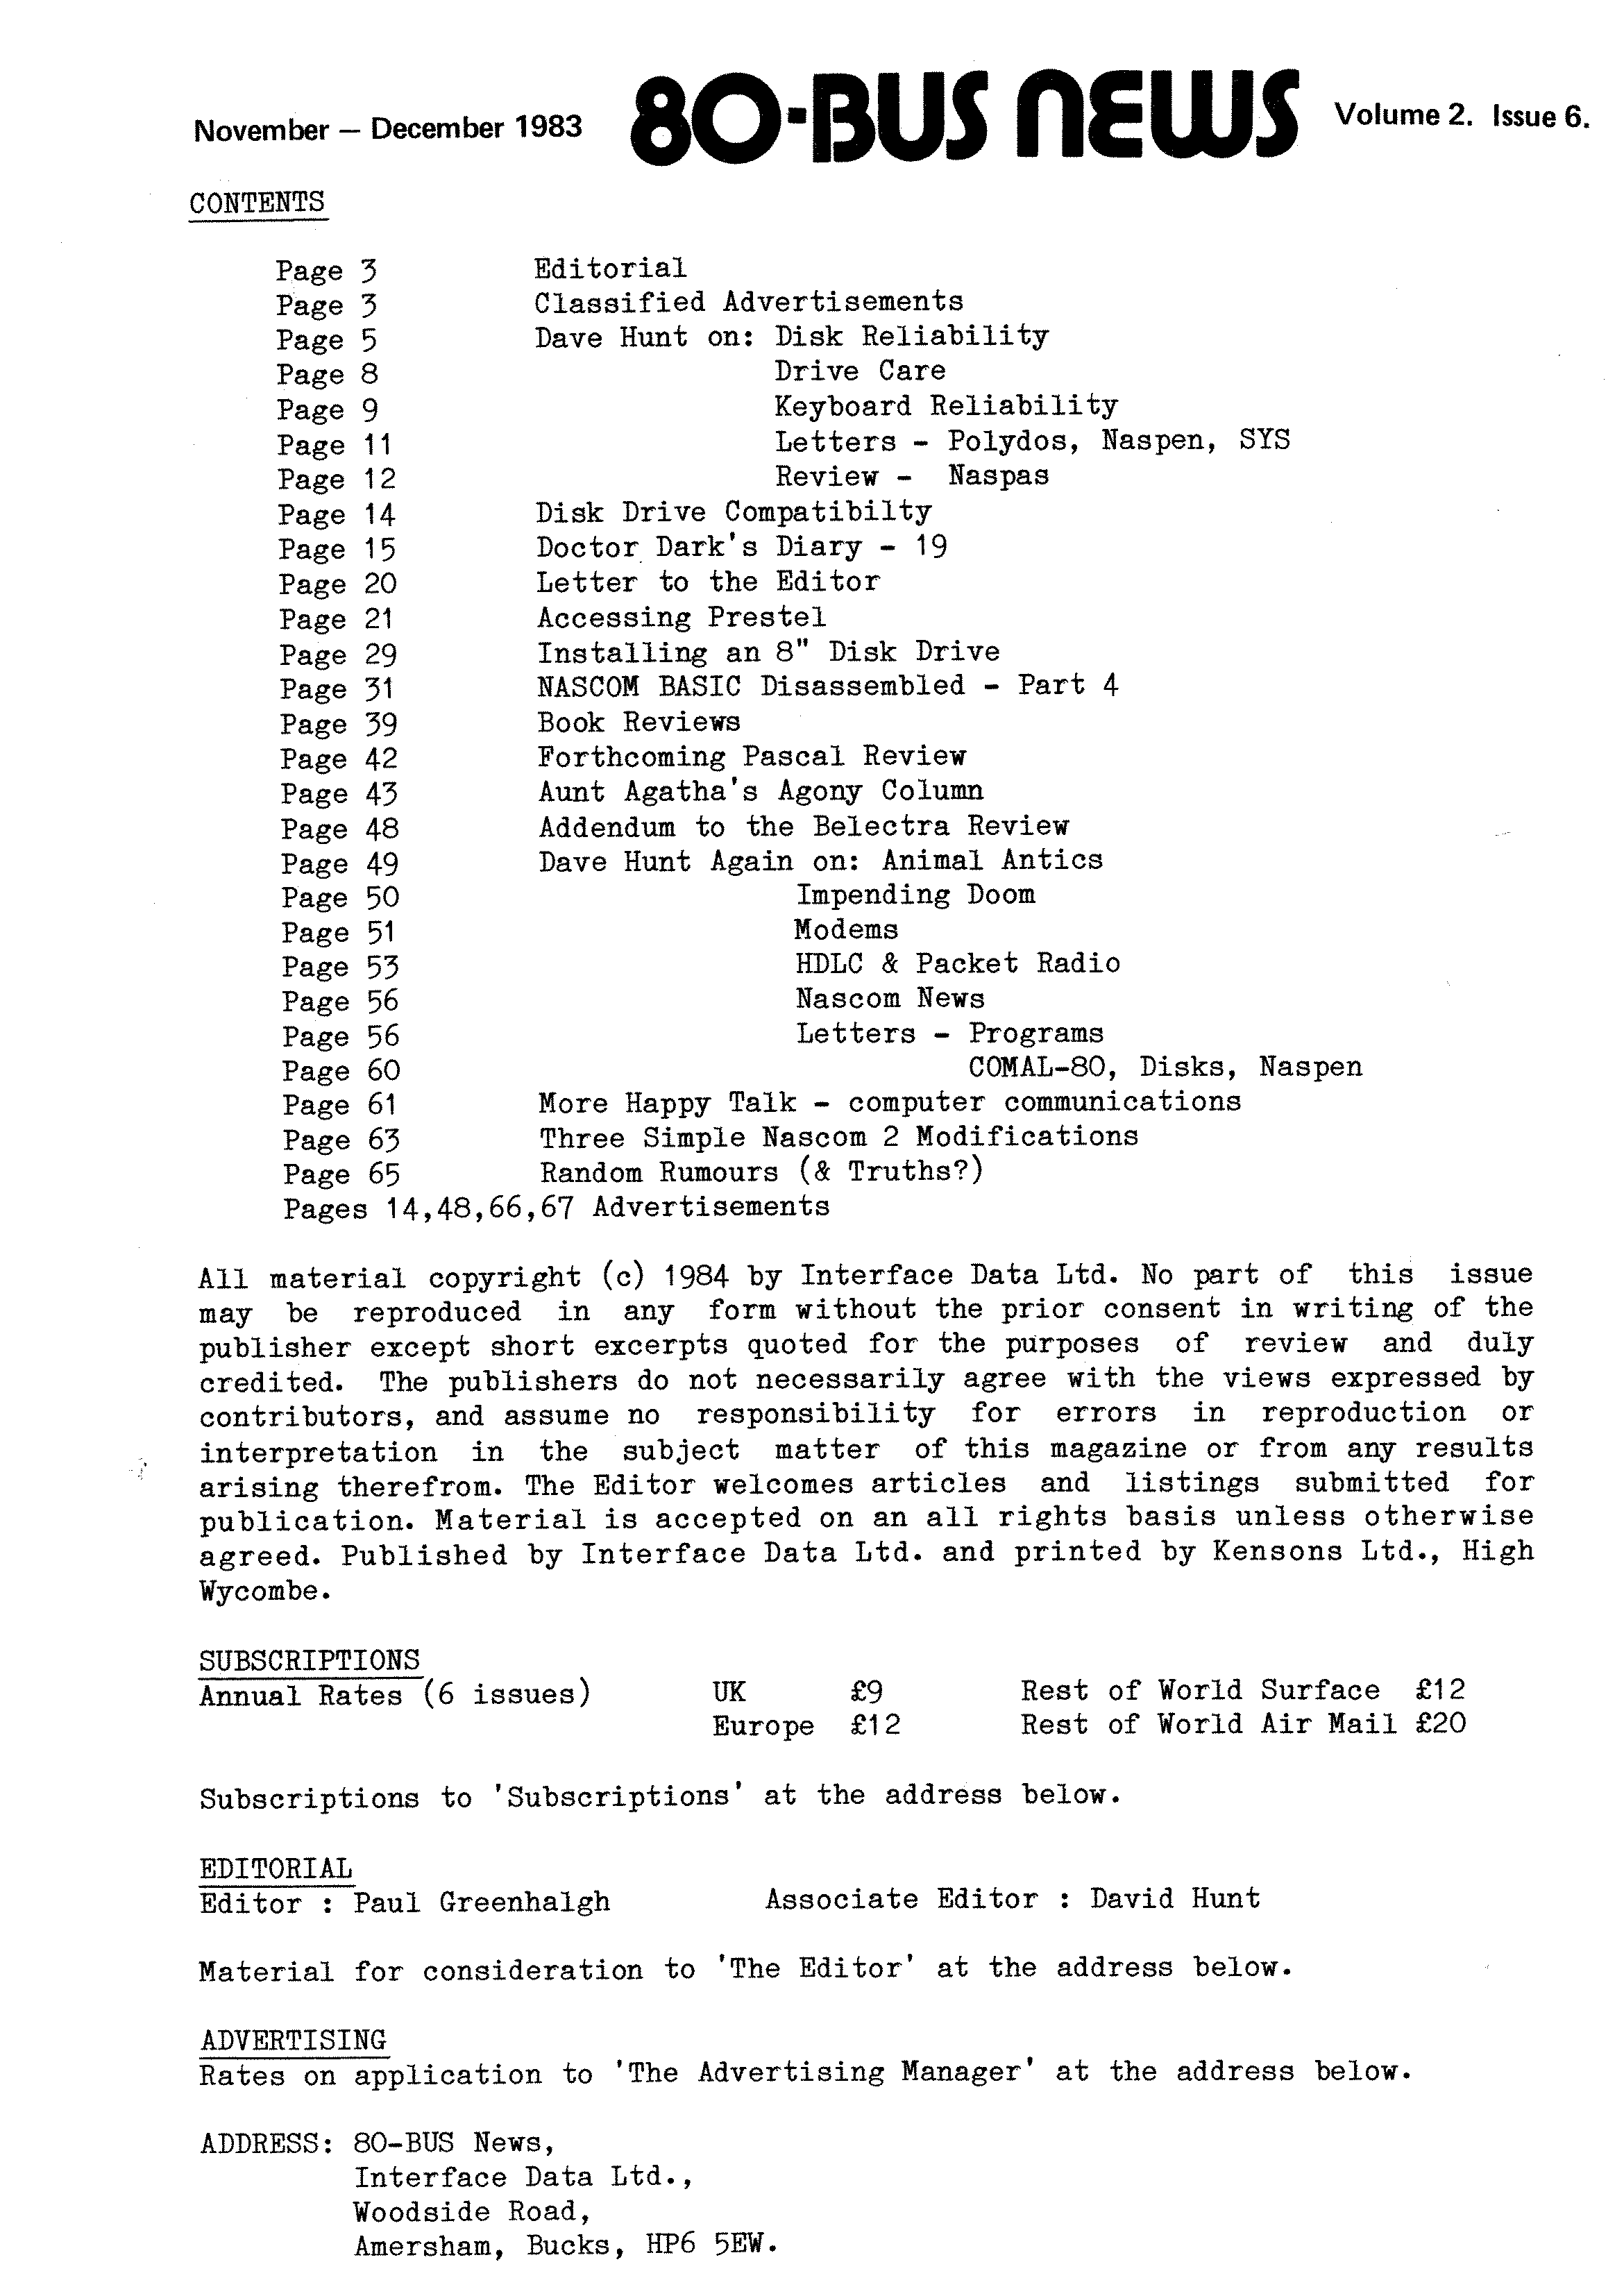 November – December 1983 80-BUS NEWS Volume 2. Issue 6.
CONTENTS
Page 3 Editorial
Page 3 Classified Advertisements
Page 5 Dave Hunt on: Disk Reliability
Page 8 Drive Care
Page 9 Keyboard Reliability
Page 11 Letters - Polydos, Naspen, SYS
Page 12 Review - Naspas
Page 14 Disk Drive Compatibilty
Page 15 Doctor Dark's Diary - 19
Page 20 Letter to the Editor
Page 21 Accessing Prestel
Page 29 Installing an 8" Disk Drive
Page 31 NASCOM BASIC Disassembled - Part 4
Page 39 Book Reviews
Page 42 Forthcoming Pascal Review
Page 43 Aunt Agatha's Agony Column
Page 48 Addendum to the Belectra Review
Page 49 Dave Hunt Again on: Animal Antics
Page 50 Impending Doom
Page 51 Modems
Page 53 HDLC & Packet Radio
Page 56 Nascom News
Page 56 Letters - Programs
Page 60 COMAL-80, Disks, Naspen
Page 61 More Happy Talk - computer communications
Page 63 Three Simple Nascom 2 Modifications
Page 65 Random Rumours (& Truths?)
Pages 14,48,66,67 Advertisements
All material copyright (c) 1984 by Interface Data Ltd. No part of this issue
may be reproduced in any form without the prior consent in writing of the
publisher except short excerpts quoted for the purposes of review and duly
credited. The publishers do not necessarily agree with the views expressed by
contributors, and assume no responsibility for errors in reproduction or
interpretation in the subject matter of this magazine or from any results
arising therefrom. The Editor welcomes articles and listings submitted for
publication. Material is accepted on an all rights basis unless otherwise
agreed. Published by Interface Data Ltd. and printed by Kensons Ltd., High
Wycombe.
SUBSCRIPTIONS
Annual Rates (6 issues) UK £9 Rest of World Surface £12
Europe £12 Rest of World Air Mail £20
Subscriptions to 'Subscriptions' at the address below.
EDITORIAL
Editor : Paul Greenhalgh Associate Editor : David Hunt
Material for consideration to 'The Editor' at the address below.
ADVERTISING
Rates on application to 'The Advertising Manager' at the address below.
ADDRESS: 80-BUS News,
Interface Data Ltd.,
Woodside Road,
Amersham, Bucks, HP6 5EW.